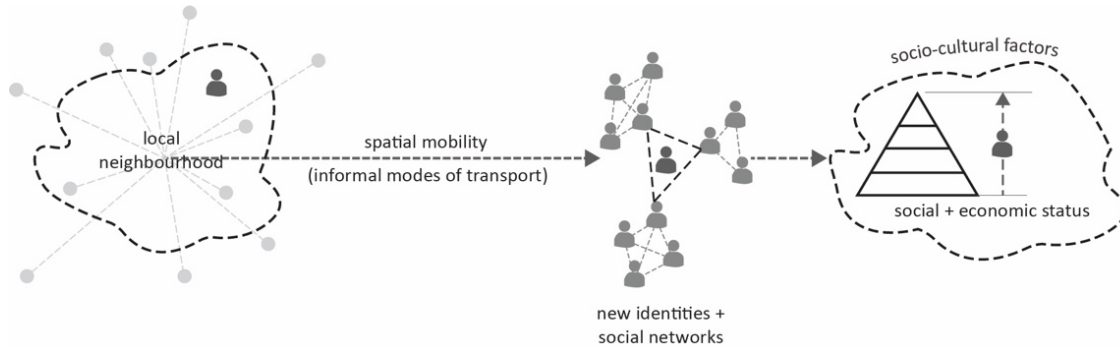 local
neighbourhood
spatial mobility
(informal modes of transport)
new identities +
social networks
socio-cultural factors
social + economic status